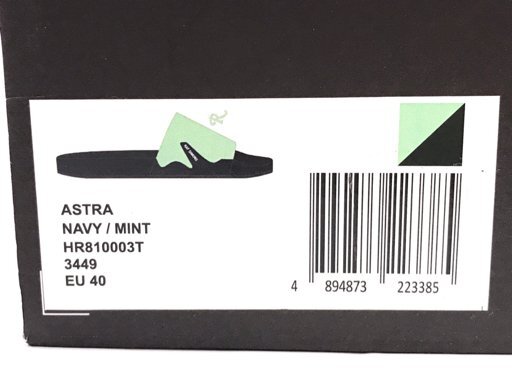 R
ASTRA
NAVY / MINT
HR810003T
3449
EU 40
4 894873 223385